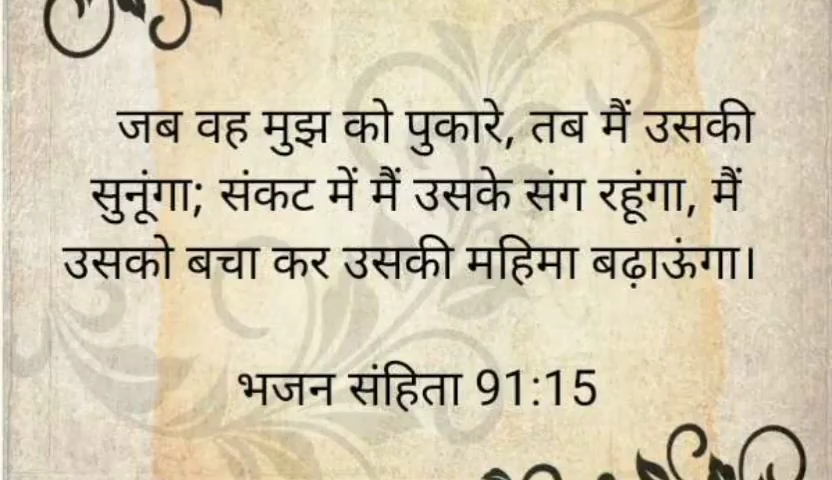 जब वह मुझ को पुकारे, तब मैं उसकी
सुनूंगा; संकट में मैं उसके संग रहूंगा, मैं
उसको बचा कर उसकी महिमा बढ़ाऊंगा।
भजन संहिता 91:15